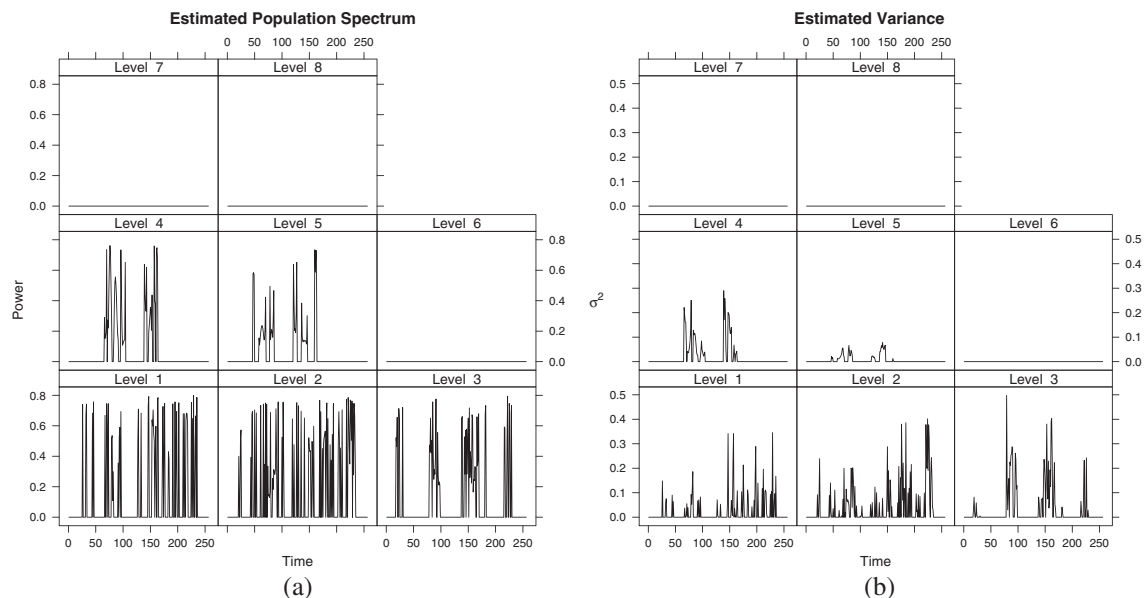 Estimated Population Spectrum
0 50 100 150 200 250
Level 7
Level 8
0.8
0.6
0.4
0.2
0.0
Level 4
Level 5
Level 6
0.8
0.6
0.4
0.2
0.0
Level 1
Level 2
Level 3
0.8
0.6
0.4
0.2
0.0
0 50 100 150 200 250
0 50 100 150 200 250
Power
Time
(a)
Estimated Variance
0 50 100 150 200 250
Level 7
Level 8
0.5
0.4
0.3
0.2
0.1
0.0
Level 4
Level 5
Level 6
0.5
0.4
0.3
0.2
0.1
0.0
Level 1
Level 2
Level 3
0.5
0.4
0.3
0.2
0.1
0.0
0 50 100 150 200 250
0 50 100 150 200 250
σ²
Time
(b)